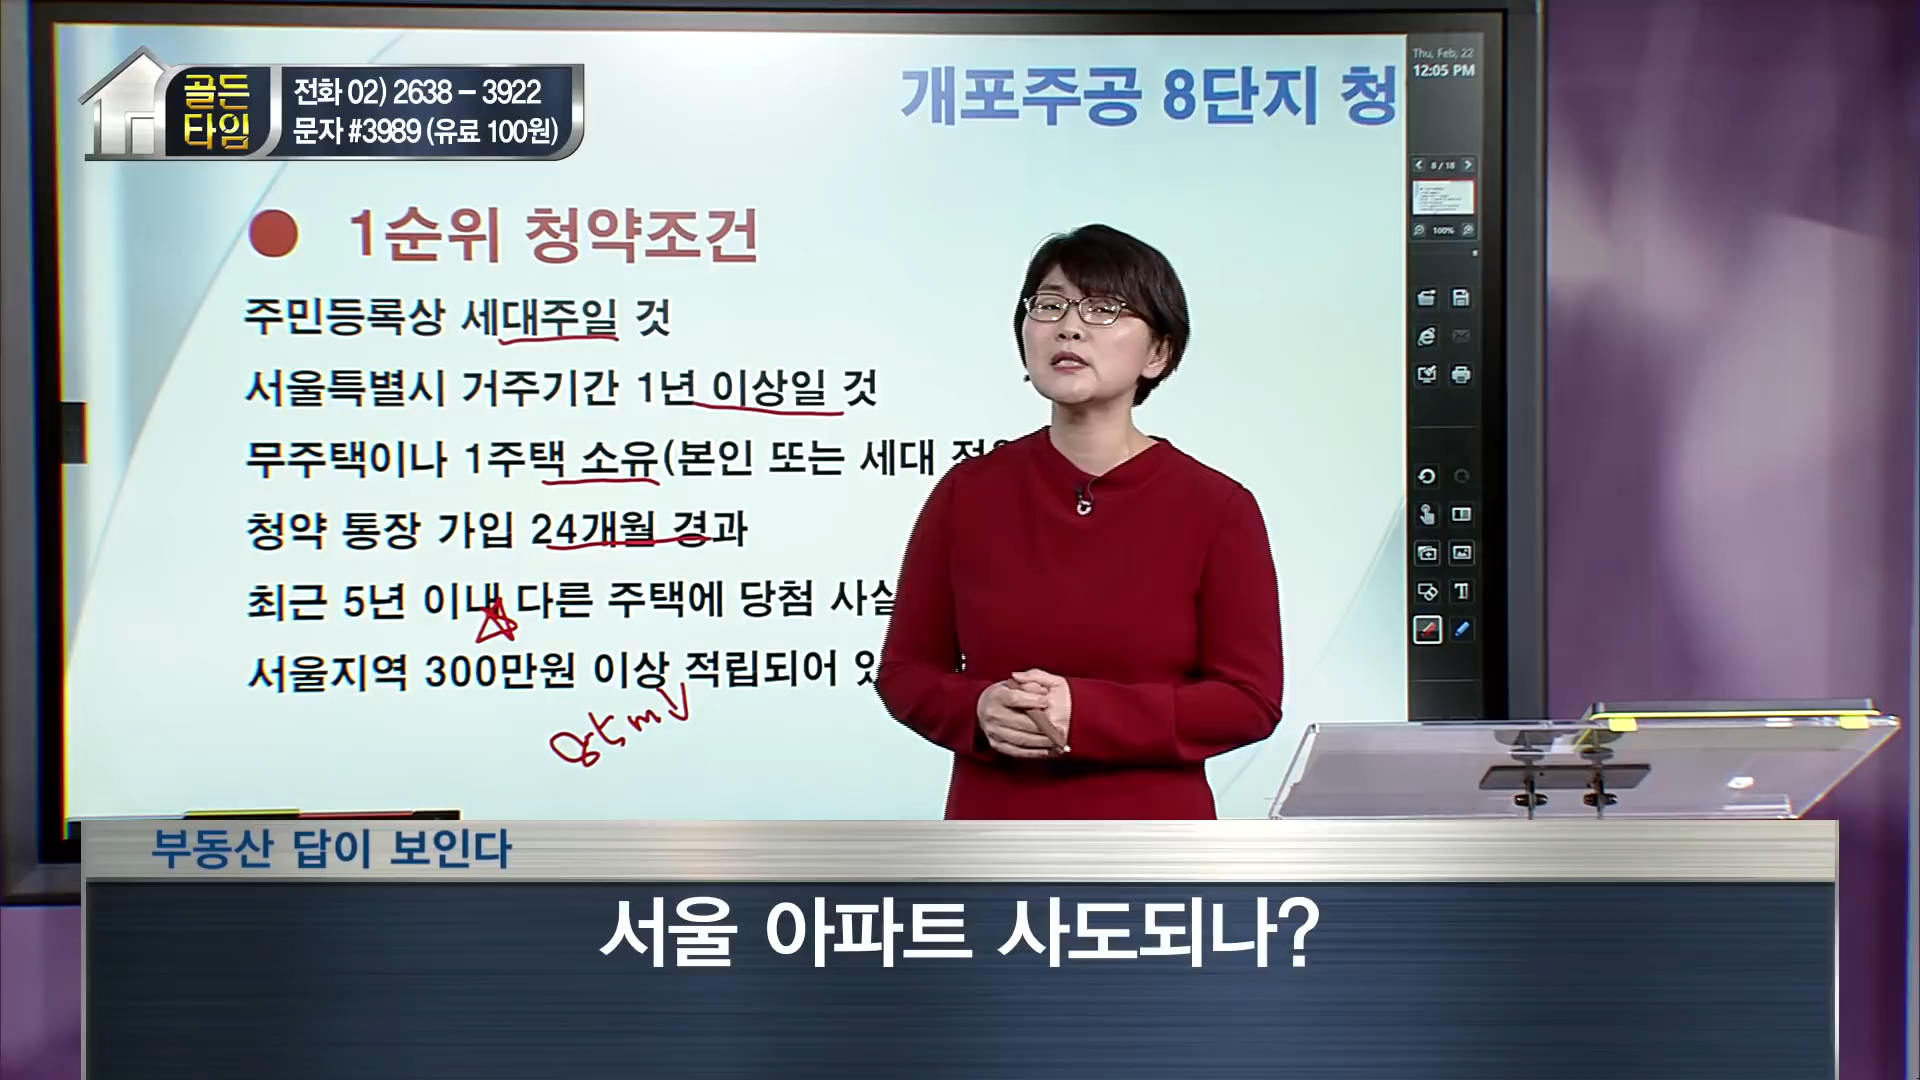 골든
타임
전화 02) 2638 - 3922
문자 #3989 (유료 100원)
개포주공 8단지 청
Thu, Feb, 22
12:05 PM
8 / 18
100%
● 1순위 청약조건
주민등록상 세대주일 것
서울특별시 거주기간 1년 이상일 것
무주택이나 1주택 소유(본인 또는 세대
청약 통장 가입 24개월 경과
최근 5년 이내 다른 주택에 당첨 사실
서울지역 300만원 이상 적립되어
부동산 답이 보인다
서울 아파트 사도되나?